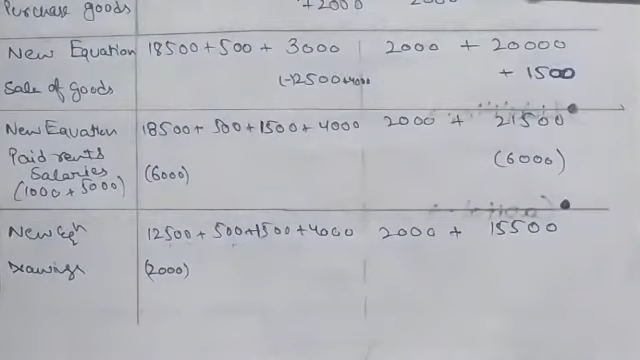 Purchase goods +2000 2000
New Equation 18500+500 + 3000 2000 + 20000
Sale of goods (-12500+4000 + 1500
New Equation 18500+ 500+1500+4000 2000 + 21500
Paid rents (6000)
Salaries (6000)
(1000 + 5000)
New Eqn 12500 + 500+1500+4000 2000 + 15500
Drawings (2000)